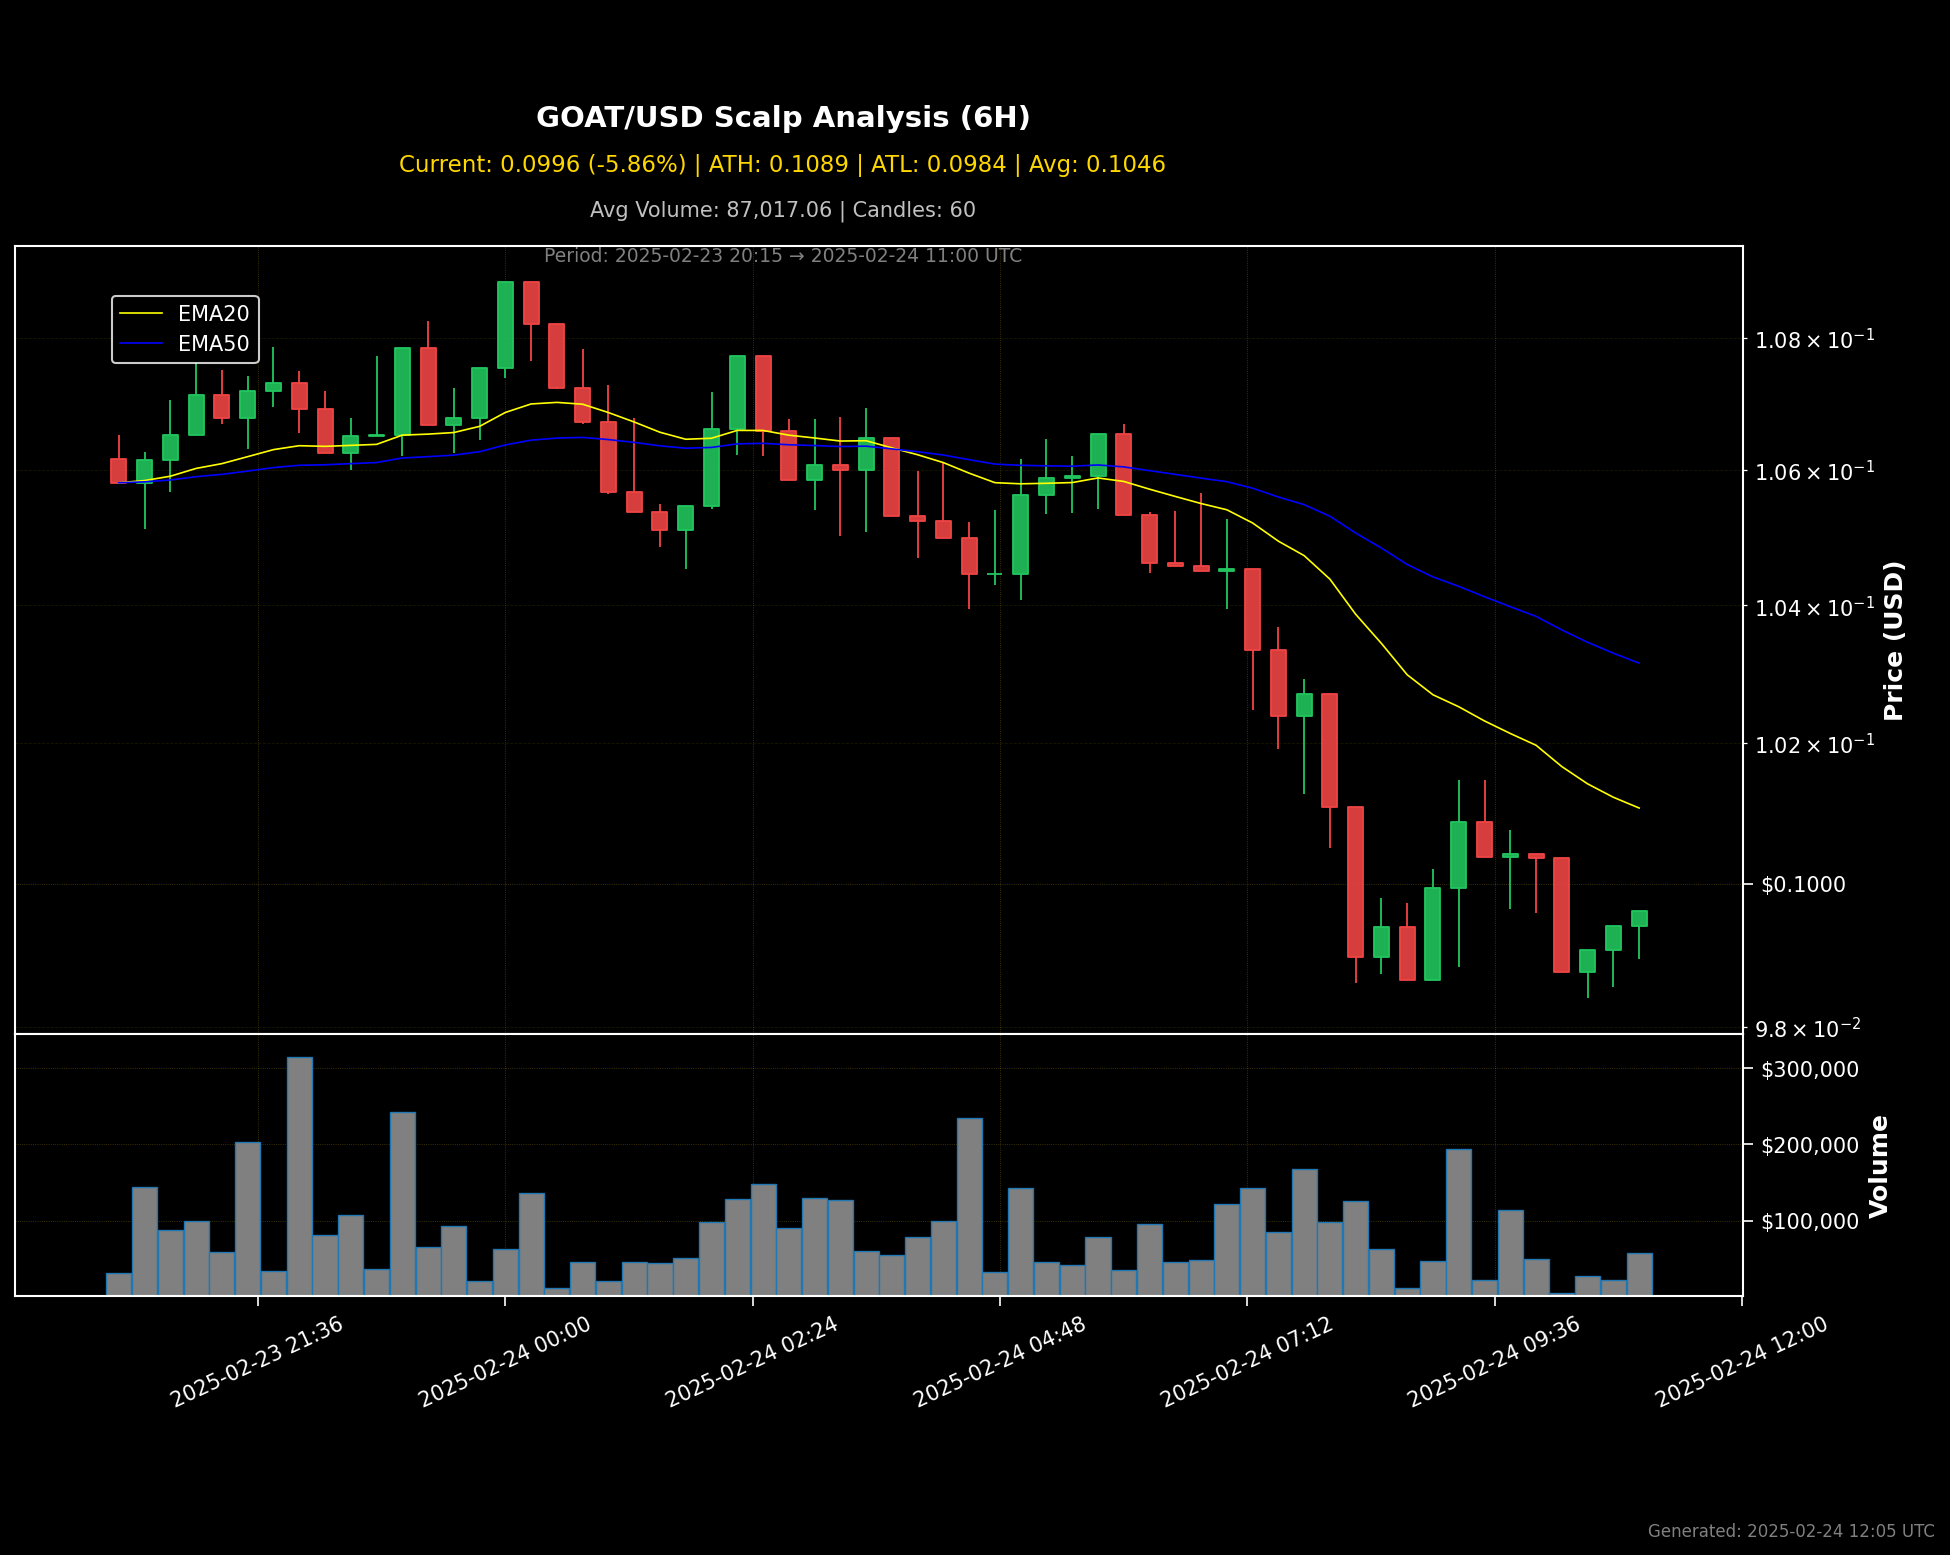 GOAT/USD Scalp Analysis (6H)
Current: 0.0996 (-5.86%) | ATH: 0.1089 | ATL: 0.0984 | Avg: 0.1046
Avg Volume: 87,017.06 | Candles: 60
Period: 2025-02-23 20:15 → 2025-02-24 11:00 UTC
EMA20
EMA50
1.08 × 10⁻¹
1.06 × 10⁻¹
1.04 × 10⁻¹
1.02 × 10⁻¹
$0.1000
9.8 × 10⁻²
Price (USD)
$300,000
$200,000
$100,000
Volume
2025-02-23 21:36
2025-02-24 00:00
2025-02-24 02:24
2025-02-24 04:48
2025-02-24 07:12
2025-02-24 09:36
2025-02-24 12:00
Generated: 2025-02-24 12:05 UTC